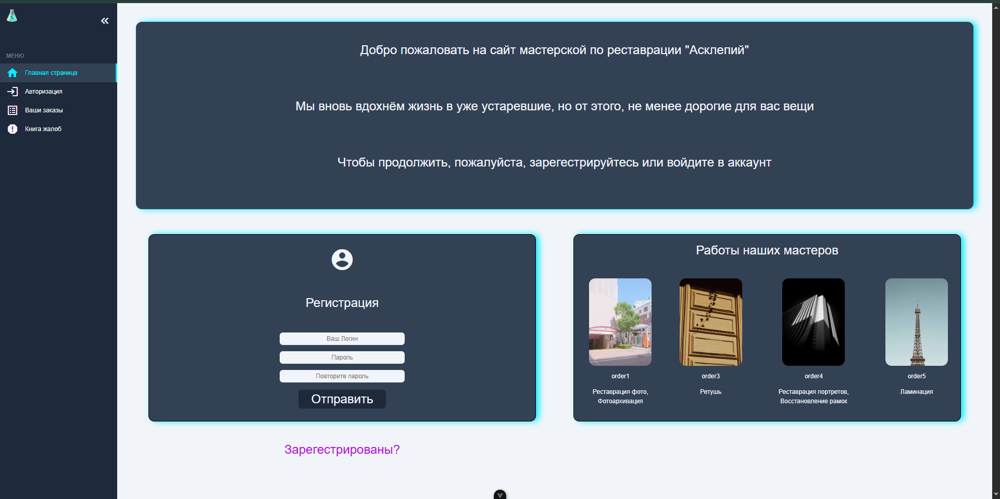 МЕНЮ
Главная страница
Авторизация
Ваши заказы
Книга жалоб
Добро пожаловать на сайт мастерской по реставрации "Асклепий"
Мы вновь вдохнём жизнь в уже устаревшие, но от этого, не менее дорогие для вас вещи
Чтобы продолжить, пожалуйста, зарегестрируйтесь или войдите в аккаунт
Регистрация
Ваш Логин
Пароль
Повторите пароль
Отправить
Зарегестрированы?
Работы наших мастеров
order1
Реставрация фото,
Фотоархивация
order3
Ретушь
order4
Реставрация портретов,
Восстановление рамок
order5
Ламинация